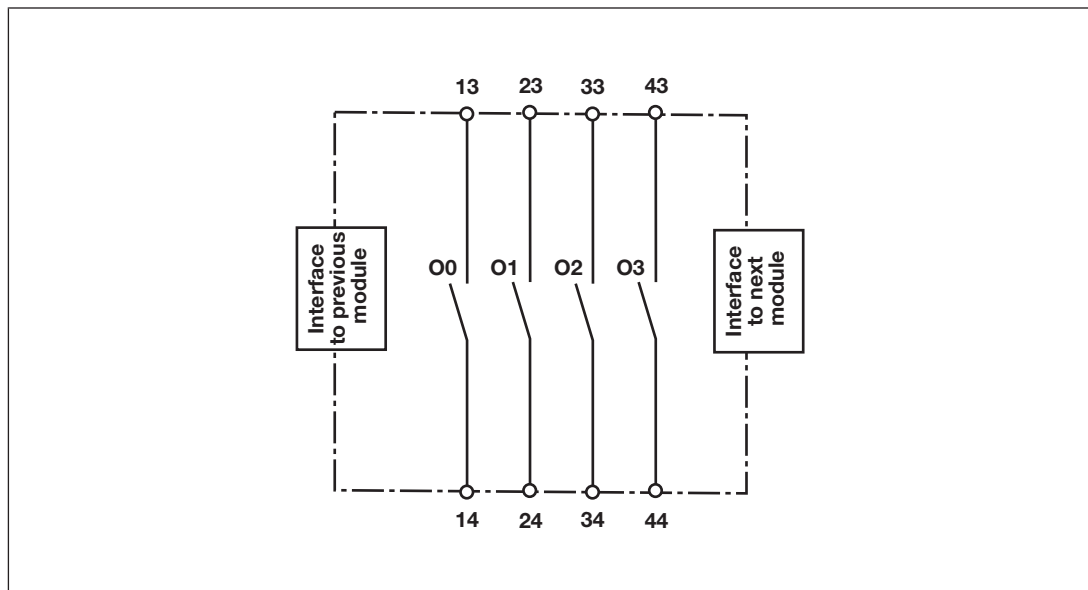 13 23 33 43
Interface
to previous
module
O0 O1 O2 O3
Interface
to next
module
14 24 34 44